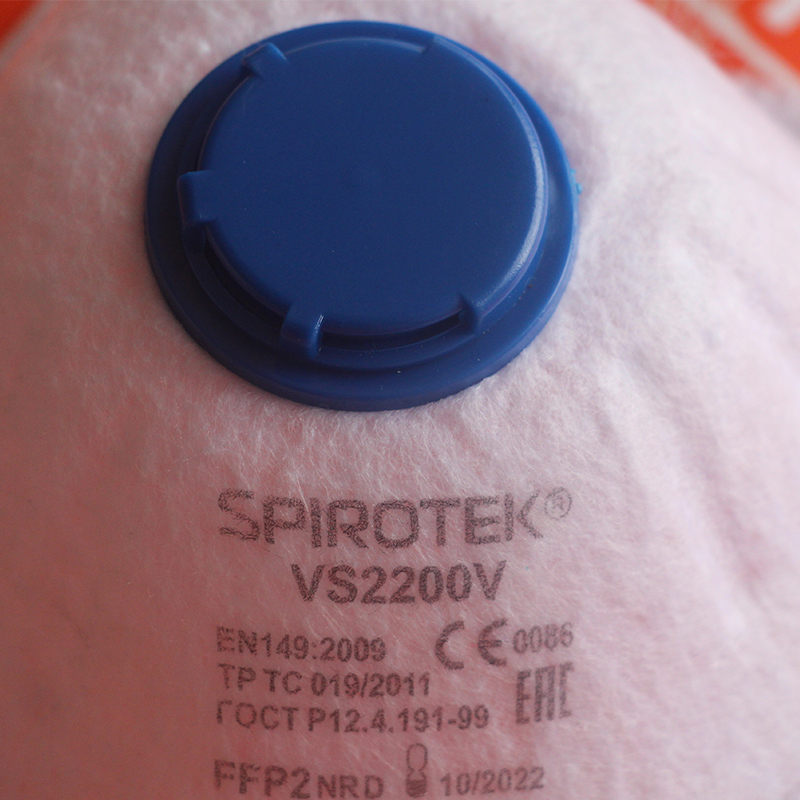 SPIROTEK®
VS2200V
EN149:2009 CE 0086
ТР ТС 019/2011
ГОСТ Р12.4.191-99 EAC
FFP2 NR D 10/2022